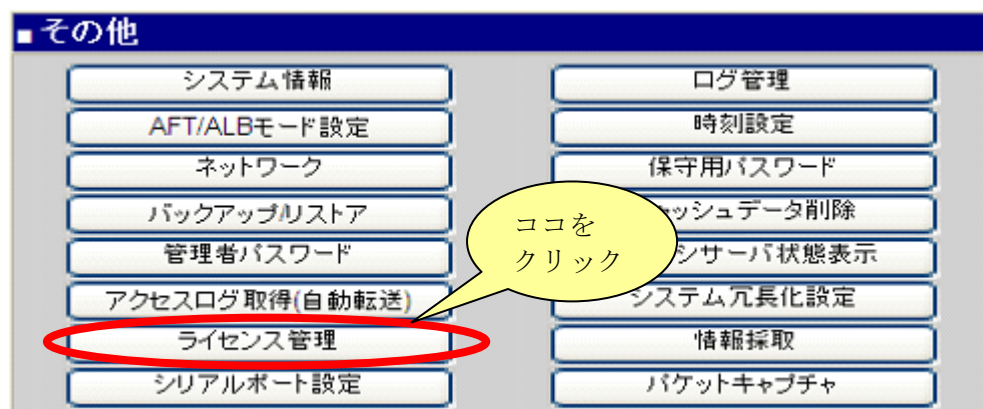 ■その他
システム情報 ログ管理
AFT/ALBモード設定 時刻設定
ネットワーク 保守用パスワード
バックアップ/リストア ャッシュデータ削除
管理者パスワード シサーバ状態表示
アクセスログ取得(自動転送) システム冗長化設定
ライセンス管理 情報採取
シリアルポート設定 パケットキャプチャ
ココを
クリック